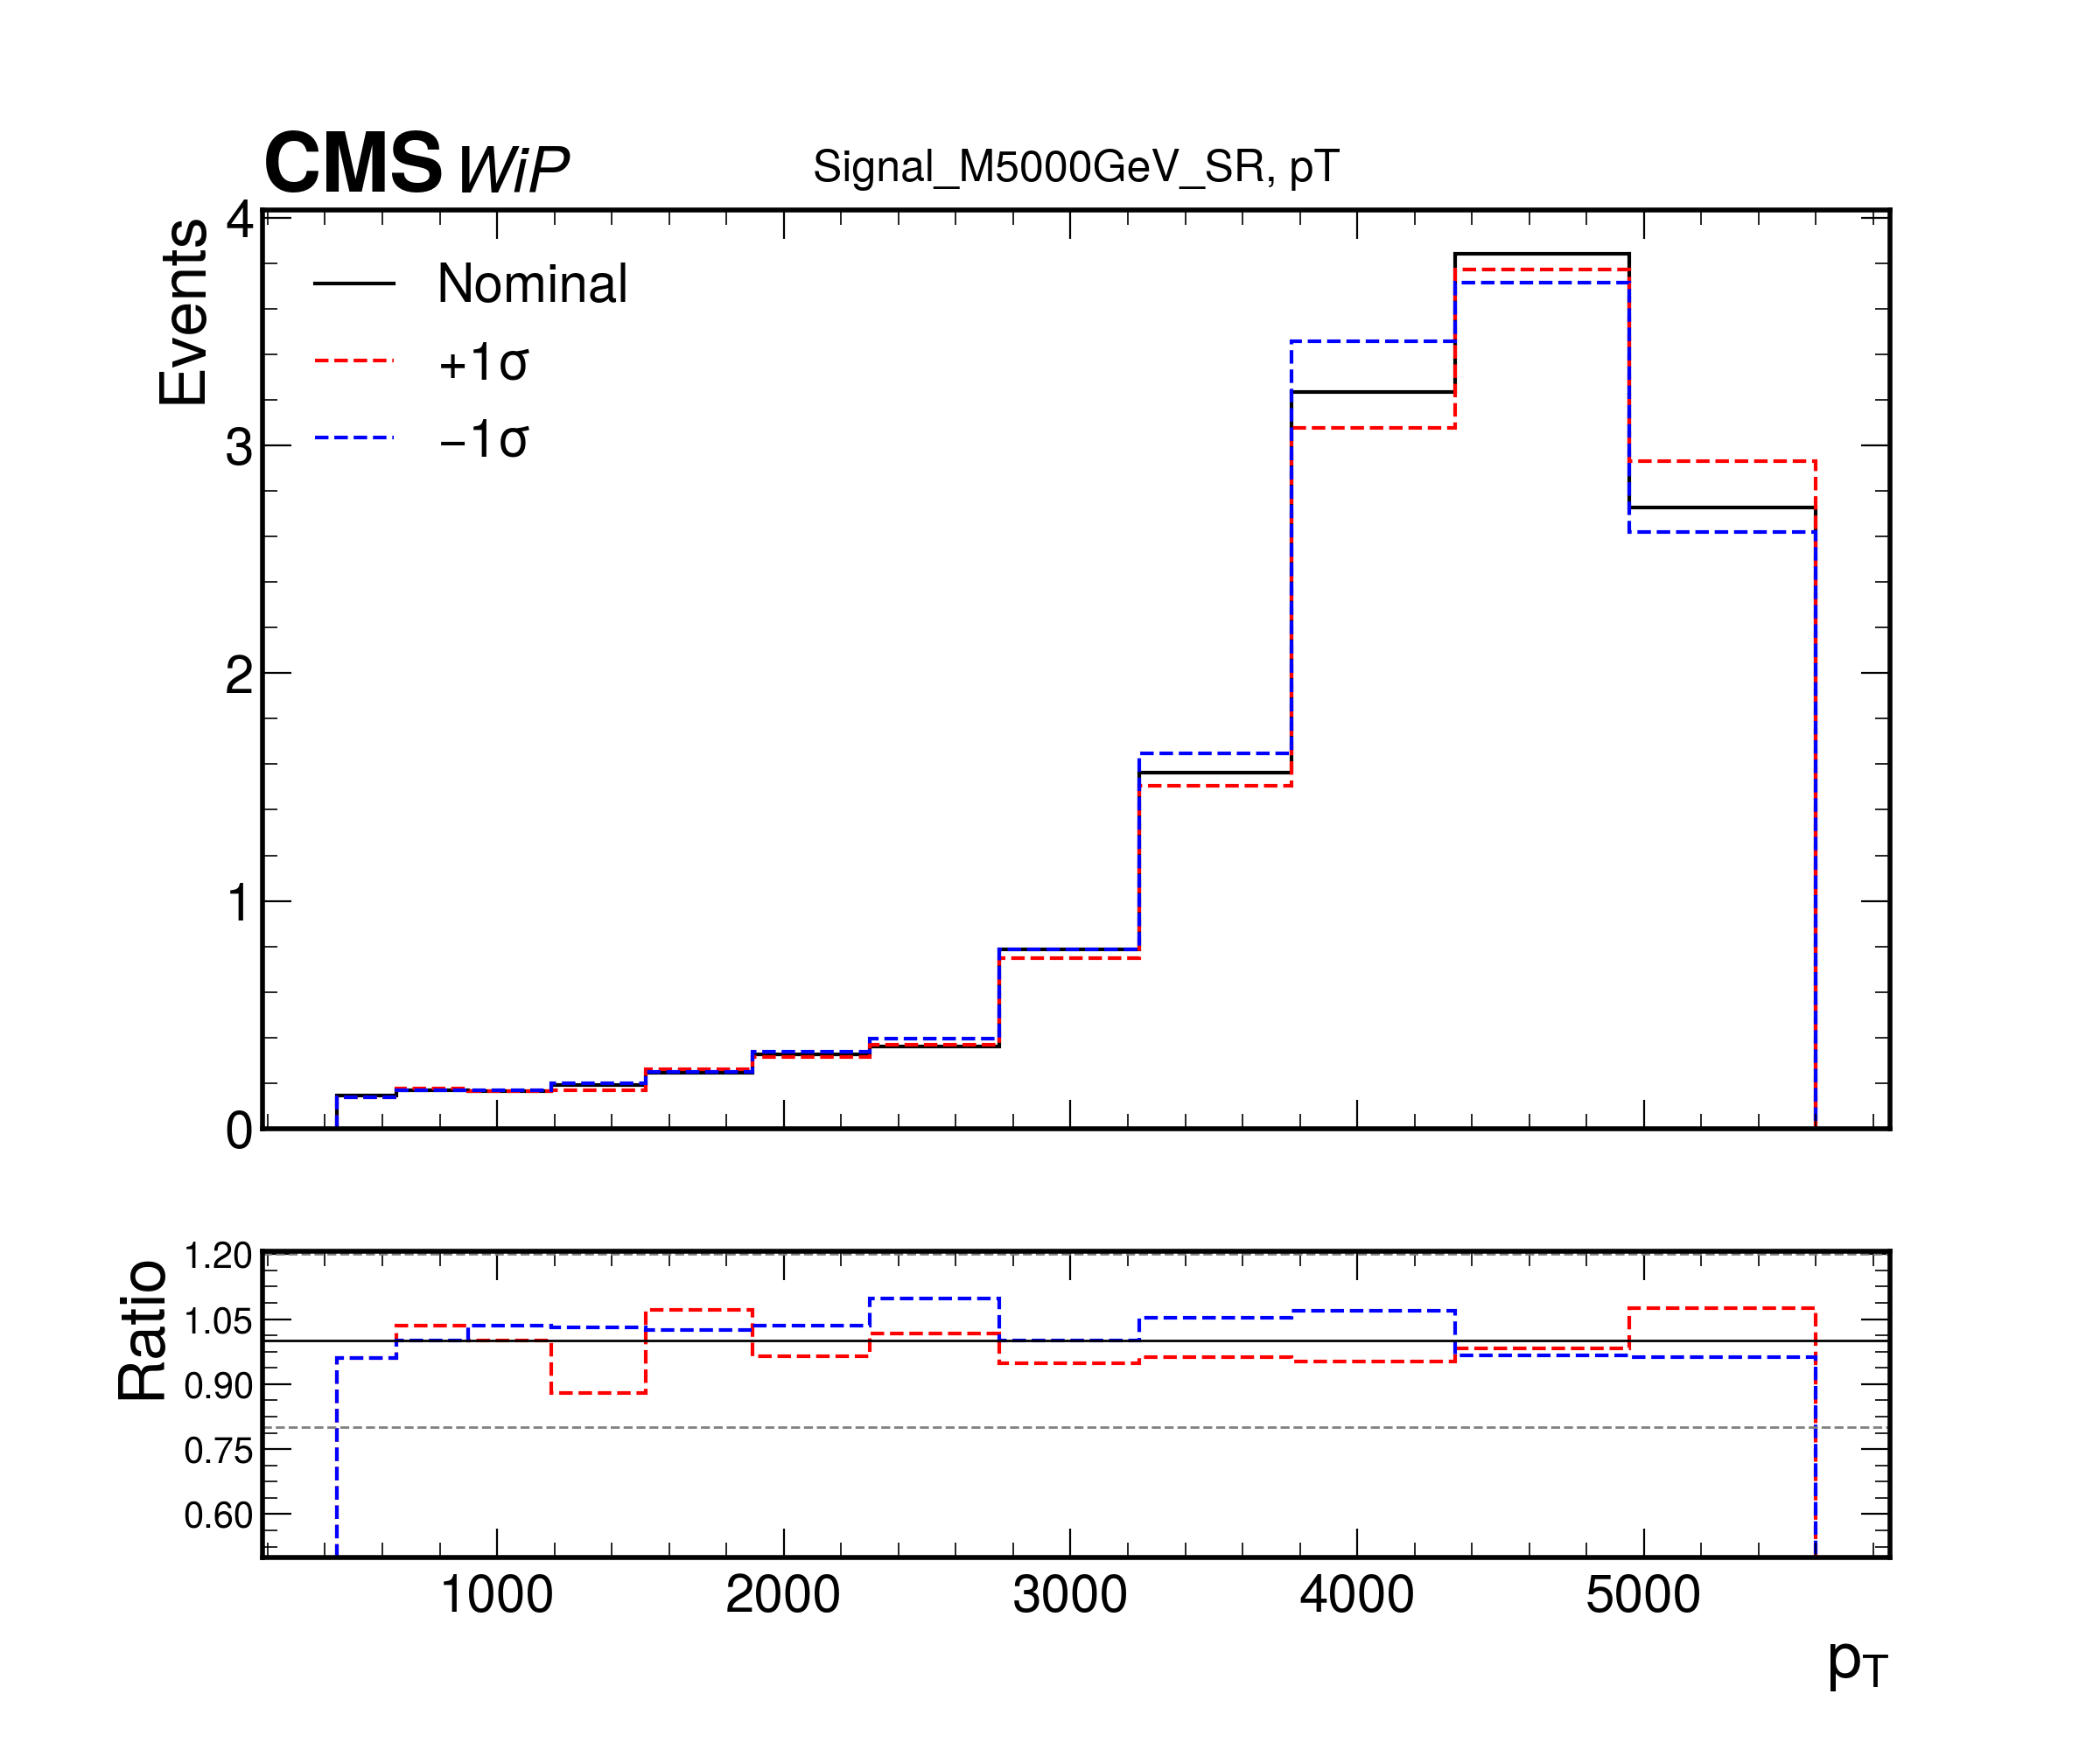 CMS WiP
Signal_M5000GeV_SR, pT
Events
4
3
2
1
0
Nominal
+1σ
−1σ
Ratio
1.20
1.05
0.90
0.75
0.60
1000 2000 3000 4000 5000
pT